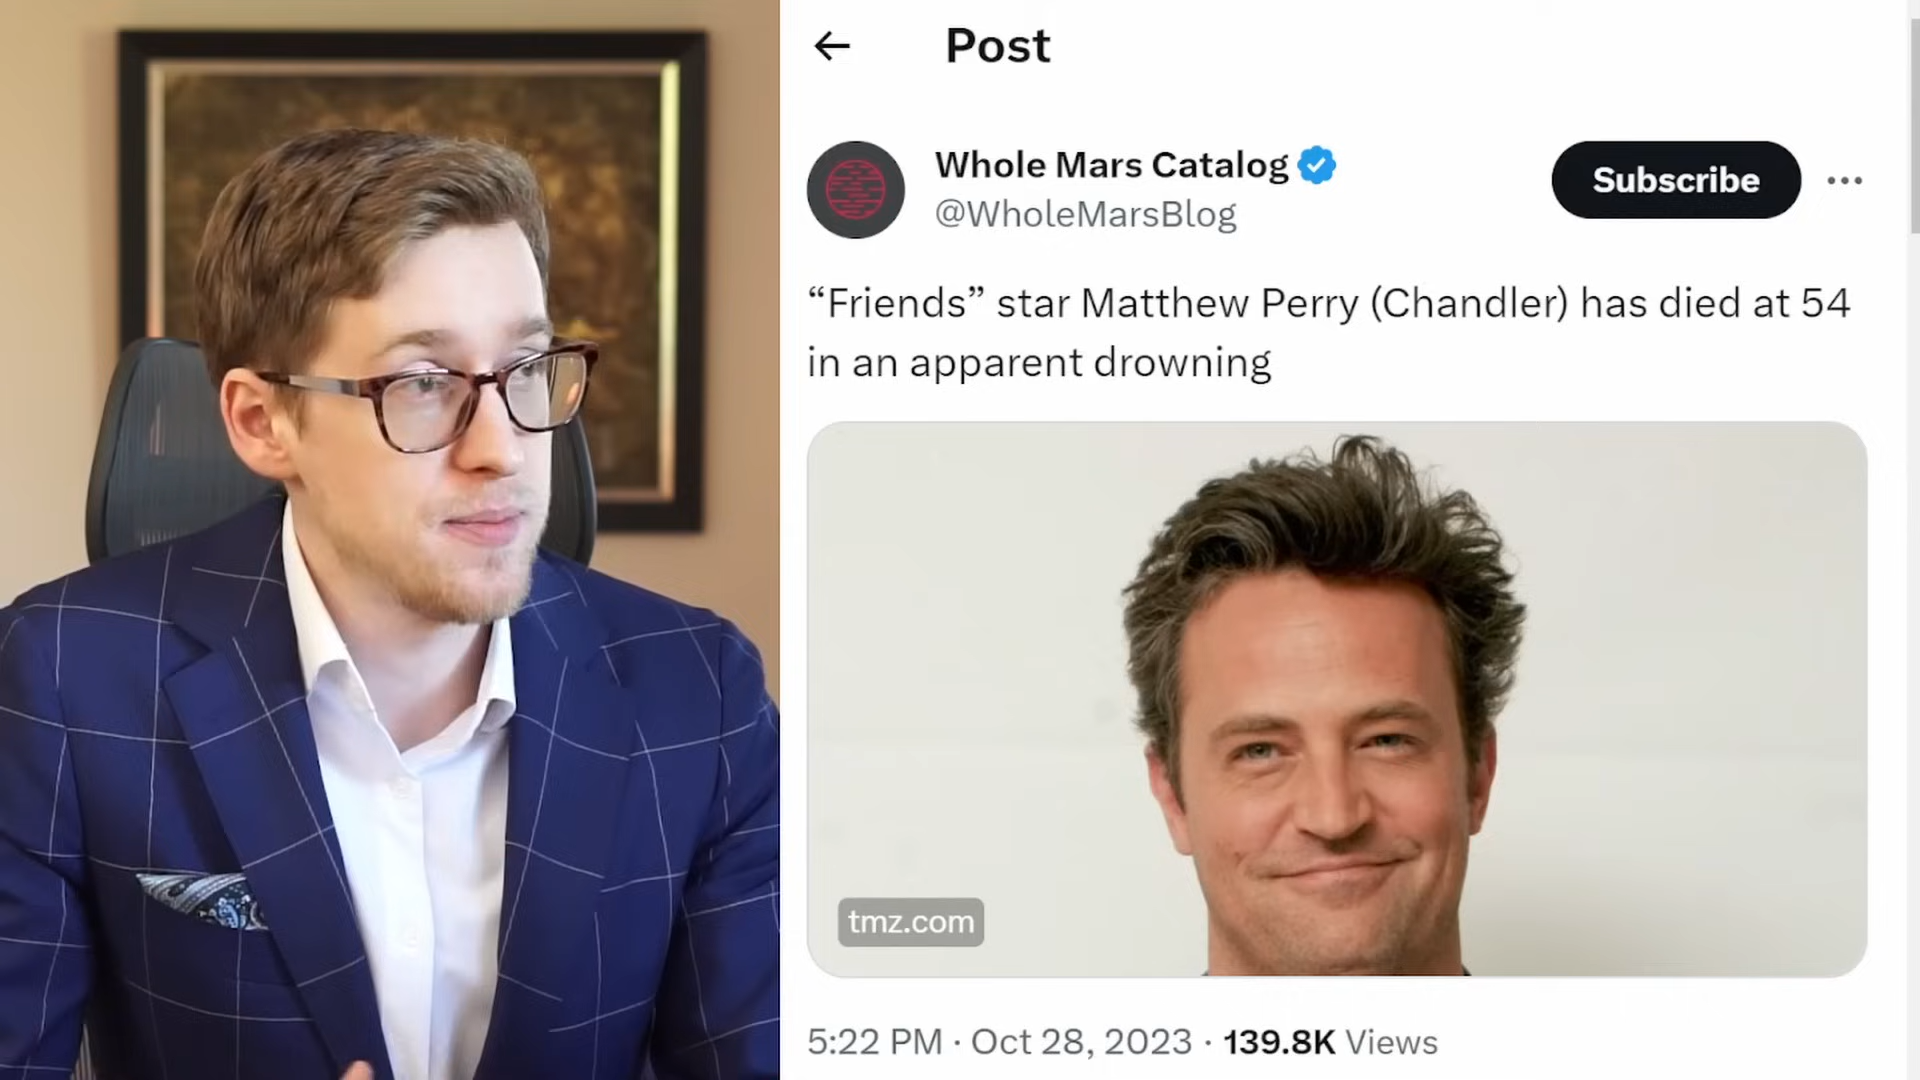 Post
Whole Mars Catalog
@WholeMarsBlog
Subscribe
“Friends” star Matthew Perry (Chandler) has died at 54
in an apparent drowning
tmz.com
5:22 PM · Oct 28, 2023 · 139.8K Views